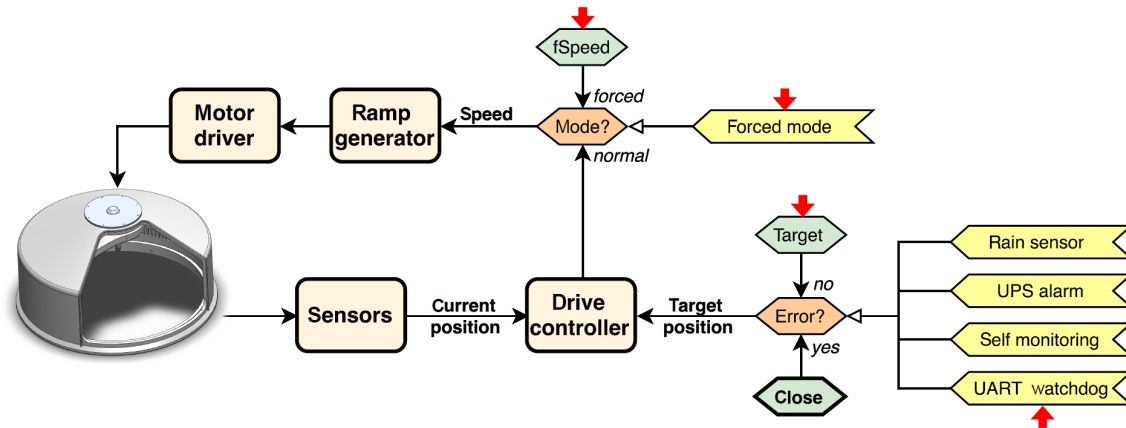 fSpeed
forced
Motor
driver
Ramp
generator
Speed
Mode?
Forced mode
normal
Target
Rain sensor
no
UPS alarm
Sensors
Current
position
Drive
controller
Target
position
Error?
yes
Self monitoring
Close
UART watchdog